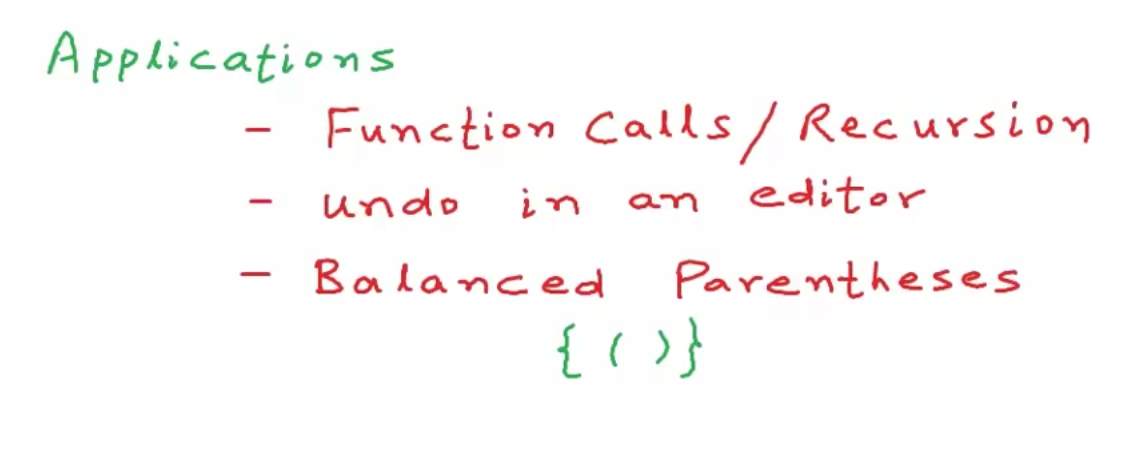 Applications
- Function Calls/Recursion
- undo in an editor
- Balanced Parentheses
{()}